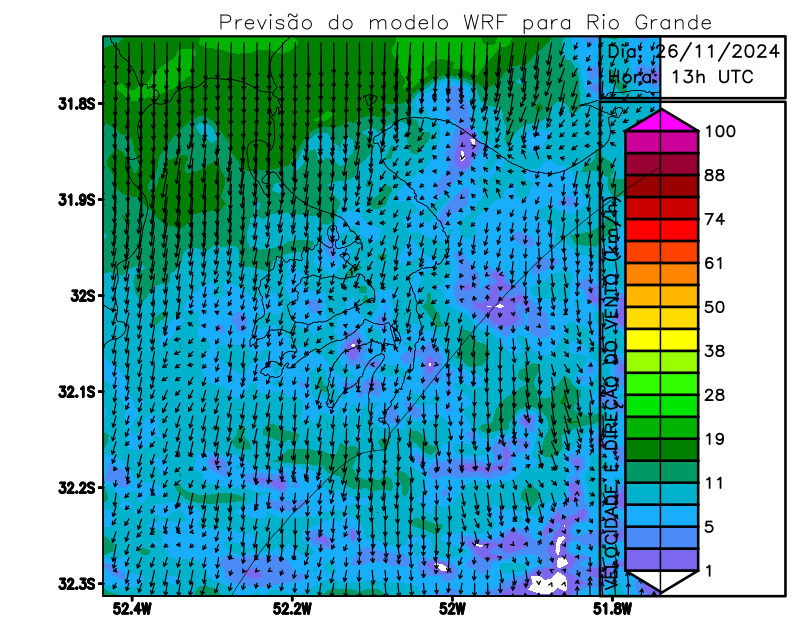 Previsão do modelo WRF para Rio Grande
Dia: 26/11/2024
Hora: 13h UTC
31.8S
31.9S
32S
32.1S
32.2S
32.3S
52.4W
52.2W
52W
51.8W
VELOCIDADE E DIREÇÃO DO VENTO (km/h)
100
88
74
61
50
38
28
19
11
5
1